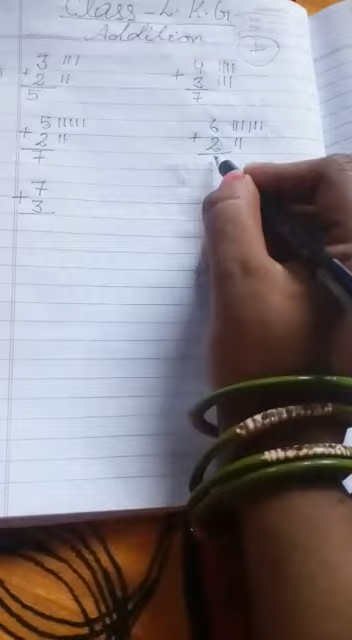 Class - L.K.G
Addition
3 ||| 4 ||||
+ 2 || + 3 |||
5 7
5 ||||| 6 ||||||
+ 2 || + 2 ||
7
7
+ 3